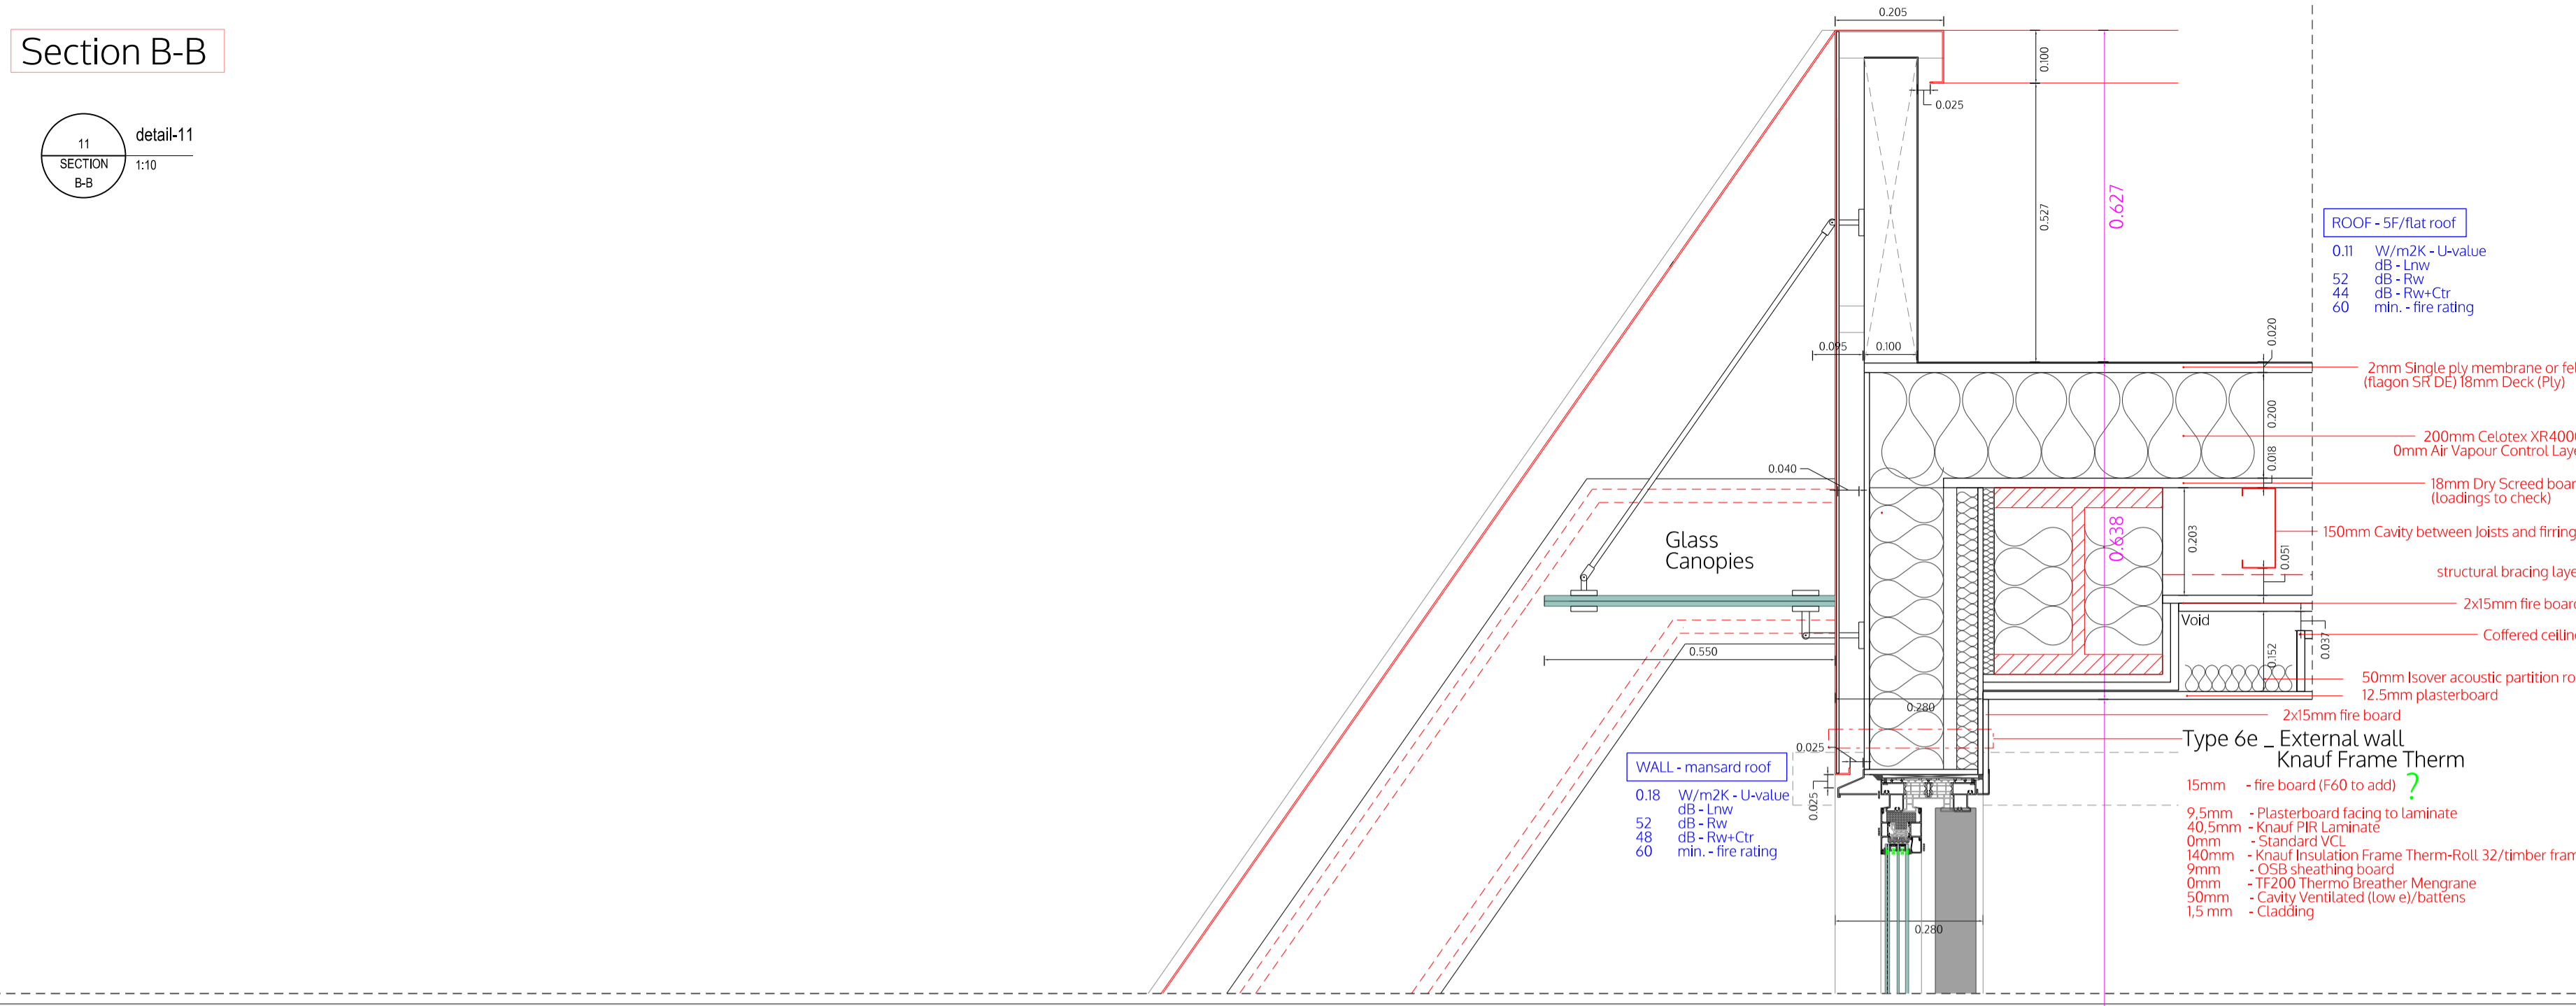 Section B-B
11
SECTION
B-B
detail-11
1:10
0.205
0.100
0.025
0.527
0.627
0.095
0.100
0.020
0.200
0.018
0.040
0.203
0.638
0.051
0.037
0.152
0.550
0.280
0.025
0.025
0.280
Glass
Canopies
Void
ROOF - 5F/flat roof
0.11 W/m2K - U-value
dB - Lnw
52 dB - Rw
44 dB - Rw+Ctr
60 min. - fire rating
2mm Single ply membrane or fel
(flagon SR DE) 18mm Deck (Ply)
200mm Celotex XR400
0mm Air Vapour Control Laye
18mm Dry Screed boar
(loadings to check)
150mm Cavity between Joists and firring
structural bracing laye
2x15mm fire board
Coffered ceiling
50mm Isover acoustic partition ro
12.5mm plasterboard
2x15mm fire board
WALL - mansard roof
0.18 W/m2K - U-value
dB - Lnw
52 dB - Rw
48 dB - Rw+Ctr
60 min. - fire rating
Type 6e _ External wall
Knauf Frame Therm
15mm - fire board (F60 to add) ?
9,5mm - Plasterboard facing to laminate
40,5mm - Knauf PIR Laminate
0mm - Standard VCL
140mm - Knauf Insulation Frame Therm-Roll 32/timber fram
9mm - OSB sheathing board
0mm - TF200 Thermo Breather Mengrane
50mm - Cavity Ventilated (low e)/battens
1,5 mm - Cladding